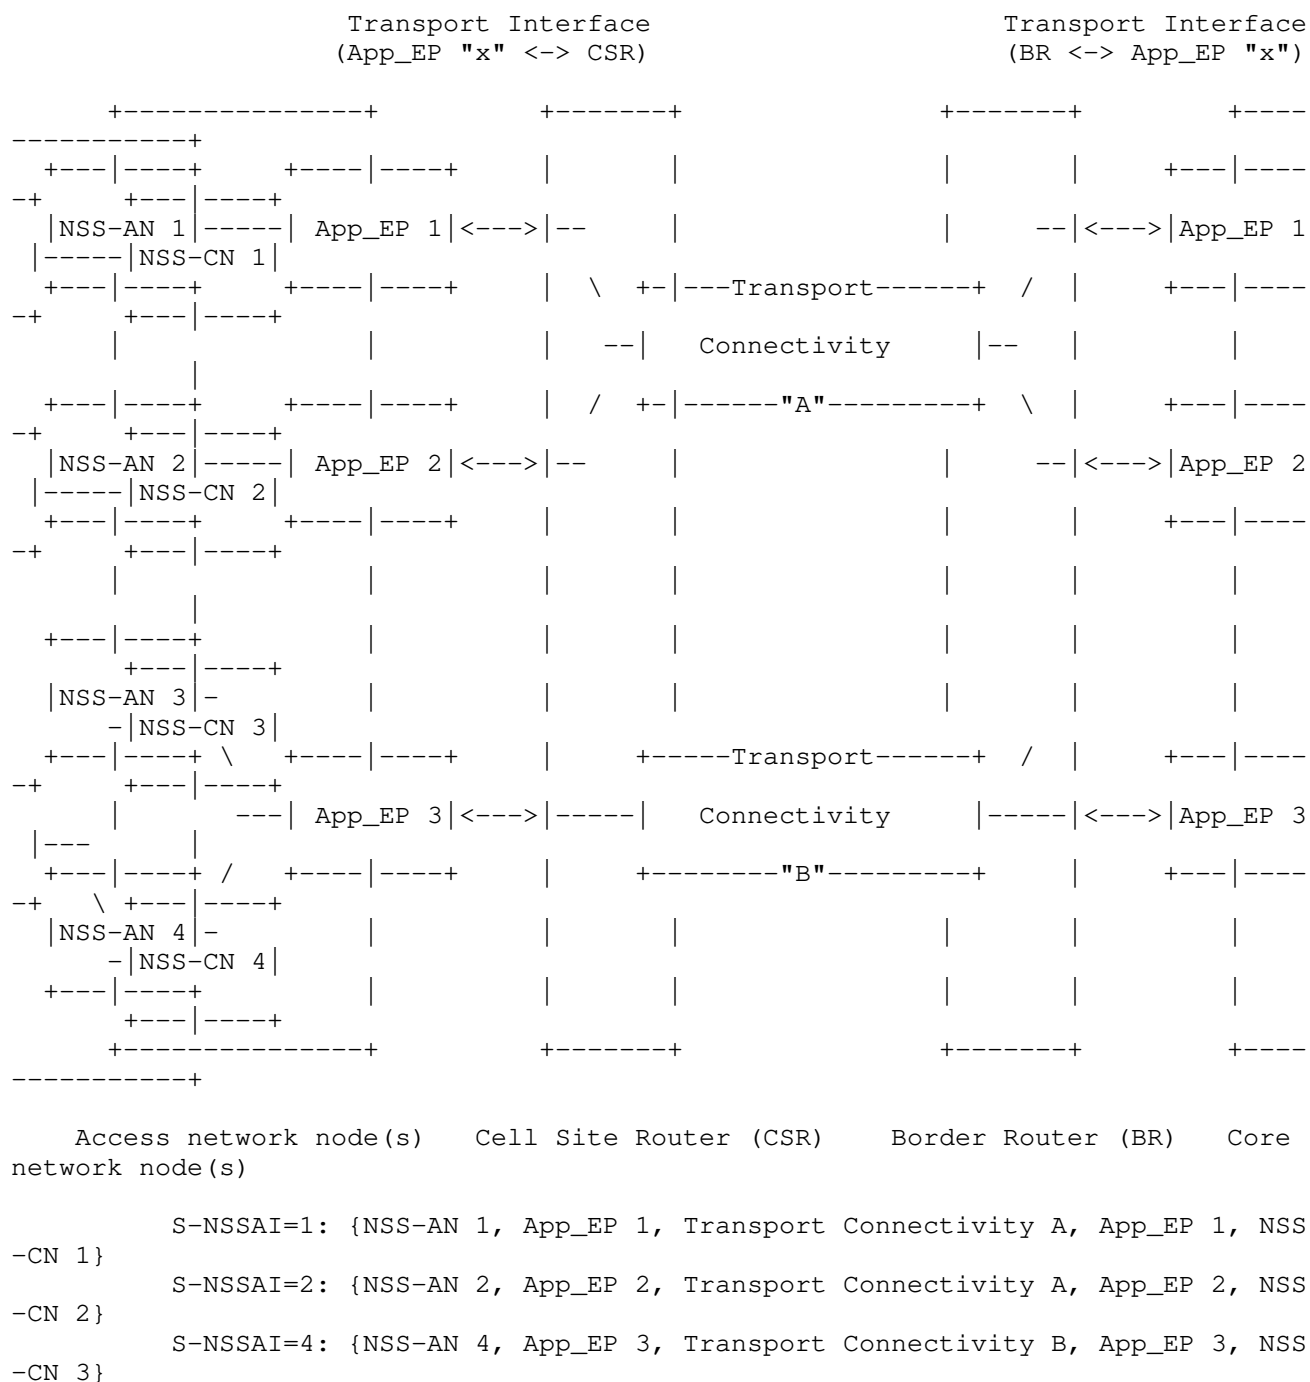 Transport Interface                      Transport Interface
                    (App_EP "x" <-> CSR)                       (BR <-> App_EP "x")

      +---------------+          +-------+                +-------+         +----
-----------+
  +---|----+     +----|----+     |       |                |       |     +---|----
-+     +---|----+
  |NSS-AN 1|-----| App_EP 1|<--->|--     |                |     --|<--->|App_EP 1
 |-----|NSS-CN 1|
  +---|----+     +----|----+     |  \  +-|---Transport------+  /  |     +---|----
-+     +---|----+
      |               |          |   --|   Connectivity     |--   |         |
           |
  +---|----+     +----|----+     |  /  +-|------"A"---------+  \  |     +---|----
-+     +---|----+
  |NSS-AN 2|-----| App_EP 2|<--->|--     |                |     --|<--->|App_EP 2
 |-----|NSS-CN 2|
  +---|----+     +----|----+     |       |                |       |     +---|----
-+     +---|----+
      |               |          |       |                |       |         |
           |
  +---|----+          |          |       |                |       |         |
       +---|----+
  |NSS-AN 3|-         |          |       |                |       |         |
      -|NSS-CN 3|
  +---|----+ \   +----|----+     |     +-----Transport------+  /  |     +---|----
-+     +---|----+
      |       ---| App_EP 3|<--->|-----|   Connectivity     |-----|<--->|App_EP 3
 |---      |
  +---|----+ /   +----|----+     |     +--------"B"---------+     |     +---|----
-+   \ +---|----+
  |NSS-AN 4|-         |          |       |                |       |         |
      -|NSS-CN 4|
  +---|----+          |          |       |                |       |         |
       +---|----+
      +---------------+          +-------+                +-------+         +----
-----------+

    Access network node(s)   Cell Site Router (CSR)    Border Router (BR)   Core
network node(s)

          S-NSSAI=1: {NSS-AN 1, App_EP 1, Transport Connectivity A, App_EP 1, NSS
-CN 1}
          S-NSSAI=2: {NSS-AN 2, App_EP 2, Transport Connectivity A, App_EP 2, NSS
-CN 2}
          S-NSSAI=4: {NSS-AN 4, App_EP 3, Transport Connectivity B, App_EP 3, NSS
-CN 3}